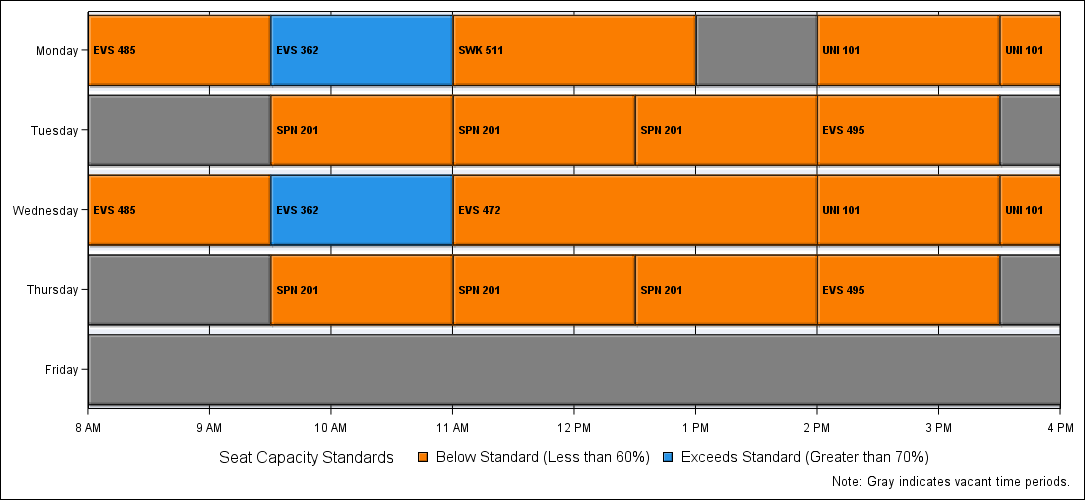 Monday EVS 485 EVS 362 SWK 511 UNI 101 UNI 101
Tuesday SPN 201 SPN 201 SPN 201 EVS 495
Wednesday EVS 485 EVS 362 EVS 472 UNI 101 UNI 101
Thursday SPN 201 SPN 201 SPN 201 EVS 495
Friday
8 AM 9 AM 10 AM 11 AM 12 PM 1 PM 2 PM 3 PM 4 PM
Seat Capacity Standards Below Standard (Less than 60%) Exceeds Standard (Greater than 70%)
Note: Gray indicates vacant time periods.